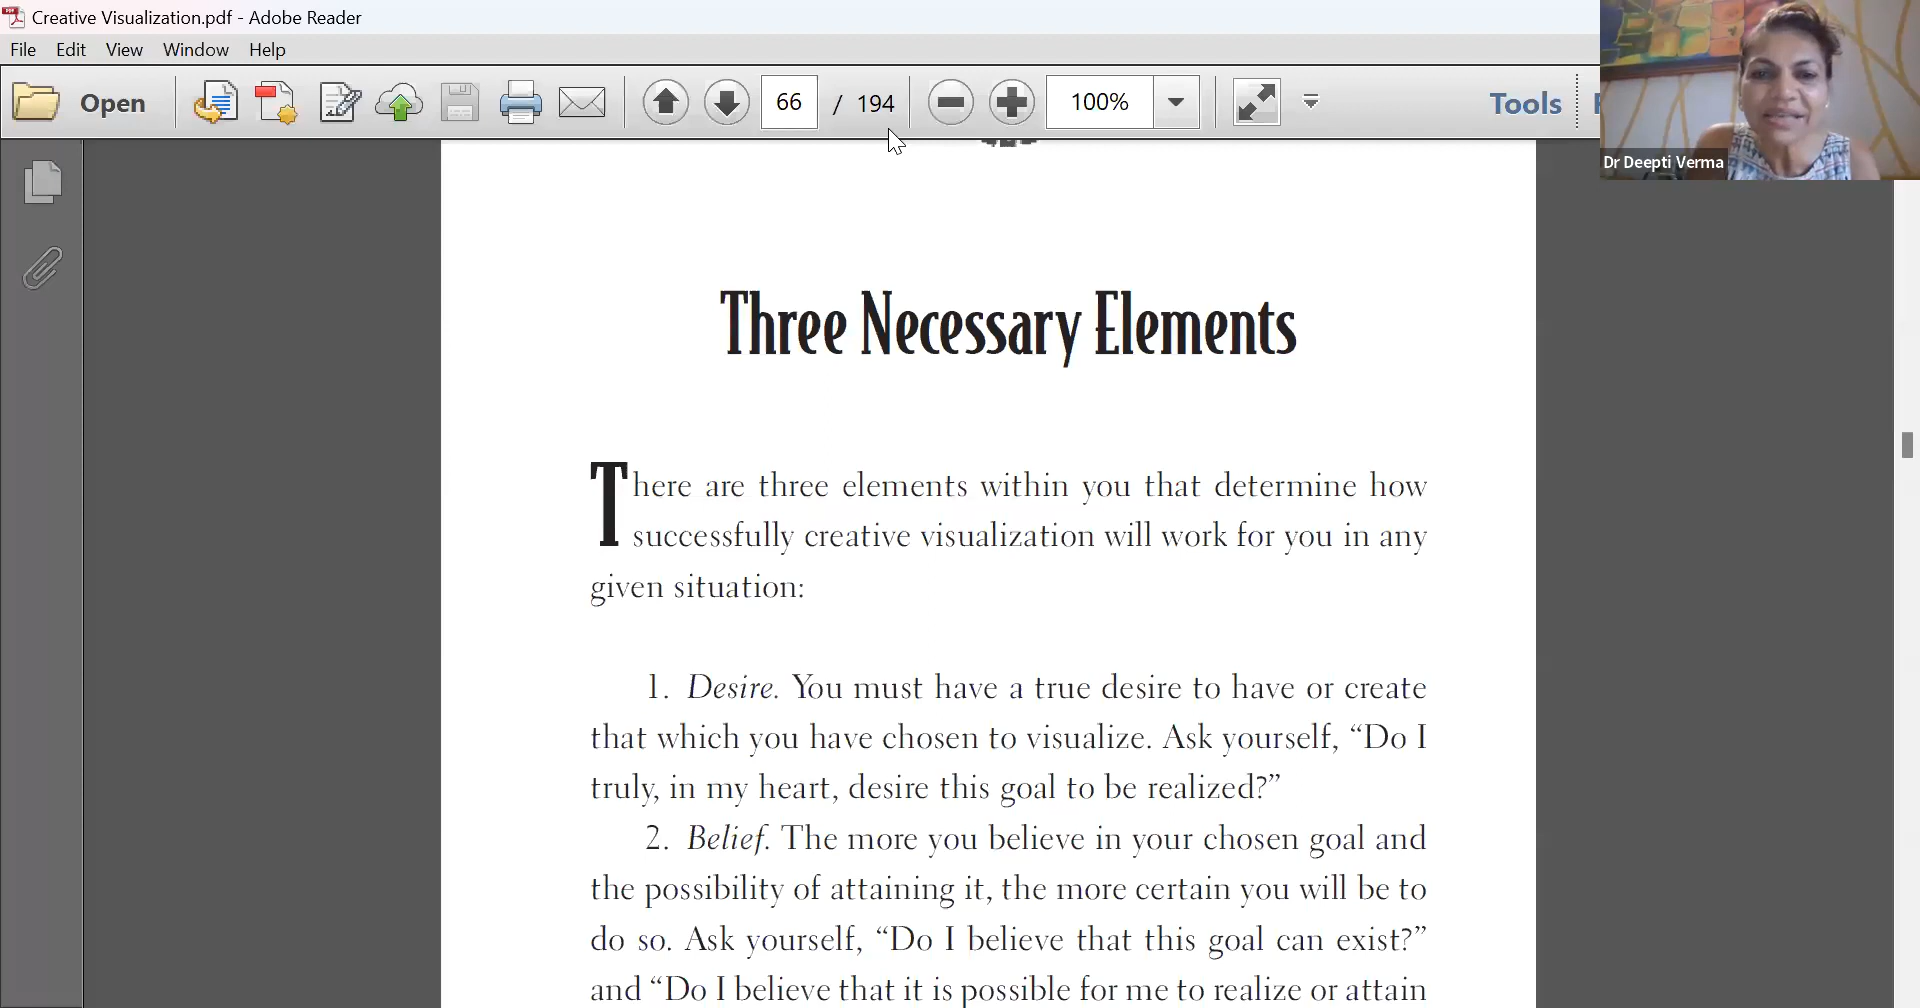 Creative Visualization.pdf - Adobe Reader
File Edit View Window Help
Open 66 / 194 100% Tools
Dr Deepti Verma
Three Necessary Elements
There are three elements within you that determine how
successfully creative visualization will work for you in any
given situation:
1. Desire. You must have a true desire to have or create
that which you have chosen to visualize. Ask yourself, “Do I
truly, in my heart, desire this goal to be realized?”
2. Belief. The more you believe in your chosen goal and
the possibility of attaining it, the more certain you will be to
do so. Ask yourself, “Do I believe that this goal can exist?”
and “Do I believe that it is possible for me to realize or attain